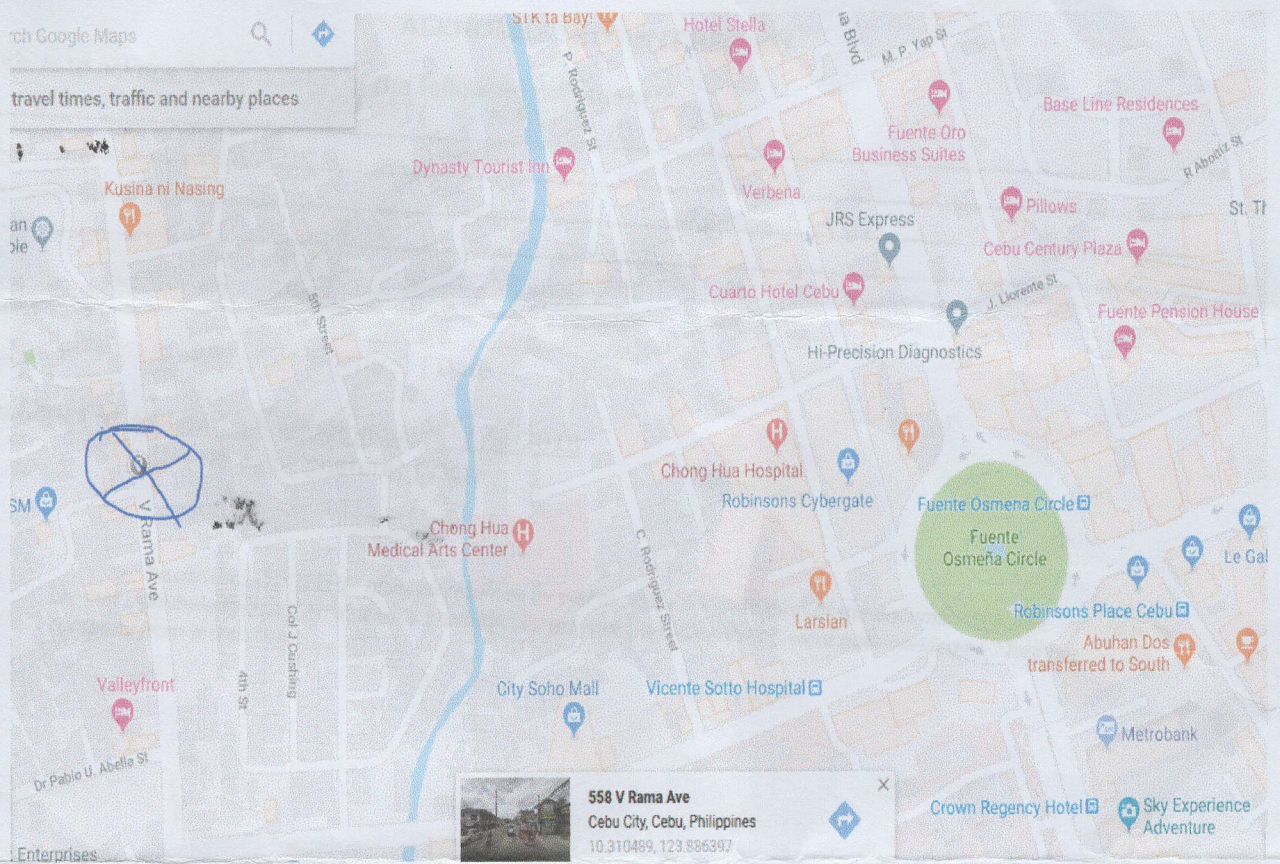 rch Google Maps
travel times, traffic and nearby places
STK ta Bay!
Hotel Stella
P. Rodriguez St
M. P. Yap St
Base Line Residences
Fuente Oro
Business Suites
R Aboitiz St
Dynasty Tourist Inn
Verbena
Kusina ni Nasing
Pillows
JRS Express
St. Th
Cebu Century Plaza
Cuarto Hotel Cebu
J. Llorente St
Fuente Pension House
5th Street
Hi-Precision Diagnostics
Chong Hua Hospital
Robinsons Cybergate
Fuente Osmena Circle
SM
V Rama Ave
Chong Hua
Medical Arts Center
Fuente
Osmeña Circle
Le Gal
C. Rodriguez Street
Larsian
Robinsons Place Cebu
Abuhan Dos
transferred to South
Col J Cushing
4th St
Valleyfront
City Soho Mall
Vicente Sotto Hospital
Metrobank
Dr Pablo U. Abella St
558 V Rama Ave
Cebu City, Cebu, Philippines
10.310489, 123.886397
Crown Regency Hotel
Sky Experience
Adventure
Enterprises